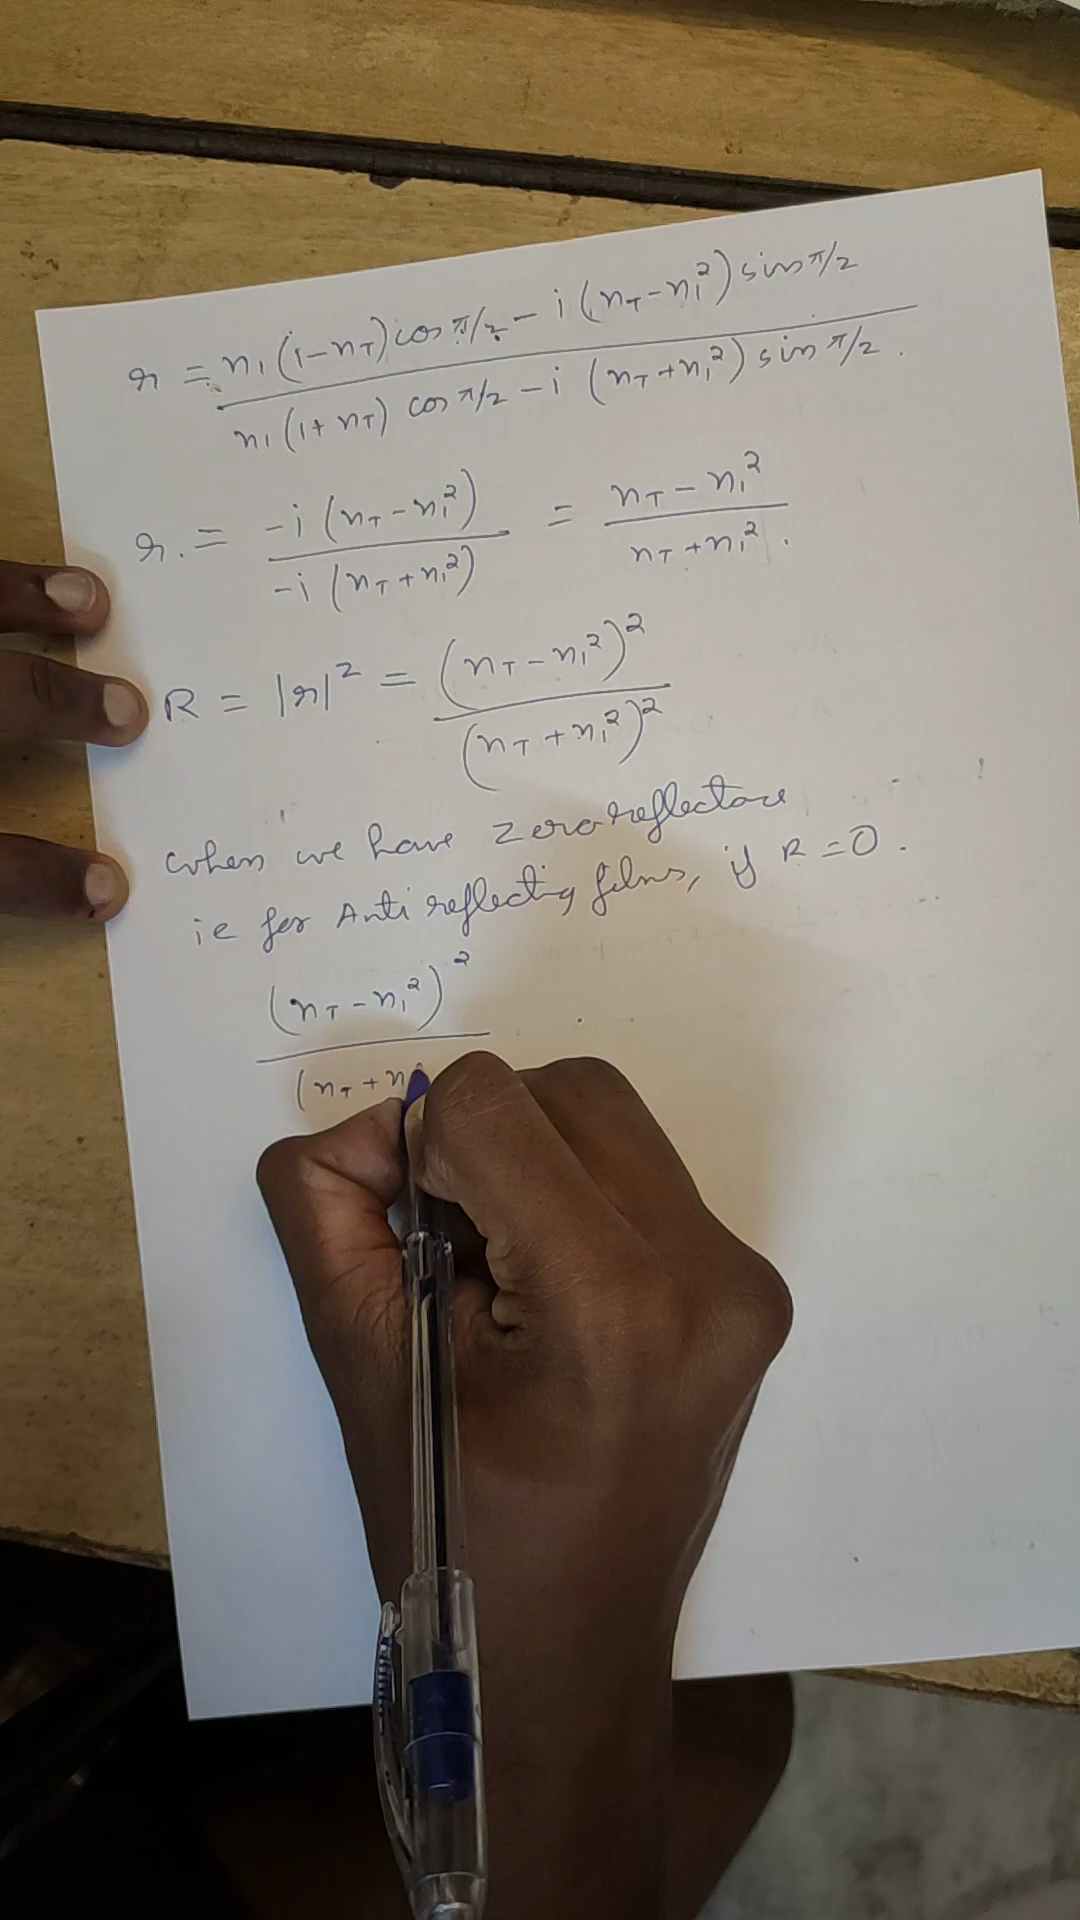 r = n₁(1-n_T) cos π/2 - i (n_T - n₁²) sin π/2 / n₁(1+n_T) cos π/2 - i (n_T + n₁²) sin π/2 .
r. = -i (n_T - n₁²) / -i (n_T + n₁²) = n_T - n₁² / n_T + n₁² .
R = |r|² = (n_T - n₁²)² / (n_T + n₁²)²
when we have zero reflectace
ie for Anti reflecting films, if R = 0 .
(n_T - n₁²)² / (n_T + n